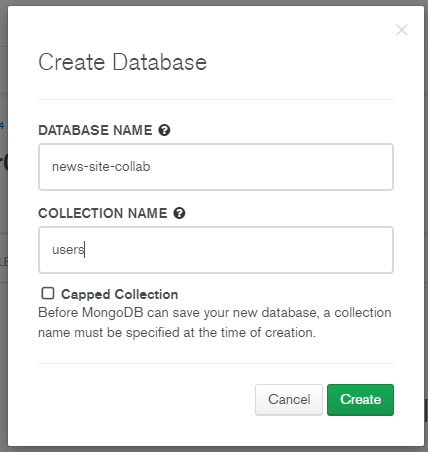 Create Database
DATABASE NAME
news-site-collab
COLLECTION NAME
users
Capped Collection
Before MongoDB can save your new database, a collection
name must be specified at the time of creation.
Cancel
Create